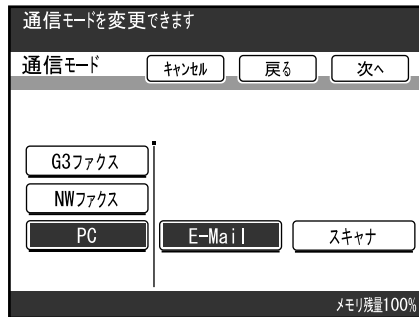 通信モードを変更できます
通信モード キャンセル 戻る 次へ
G3ファクス
NWファクス
PC E-Mail スキャナ
メモリ残量100%